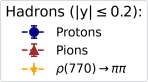 Hadrons (|y| ≤ 0.2):
Protons
Pions
ρ(770) → ππ